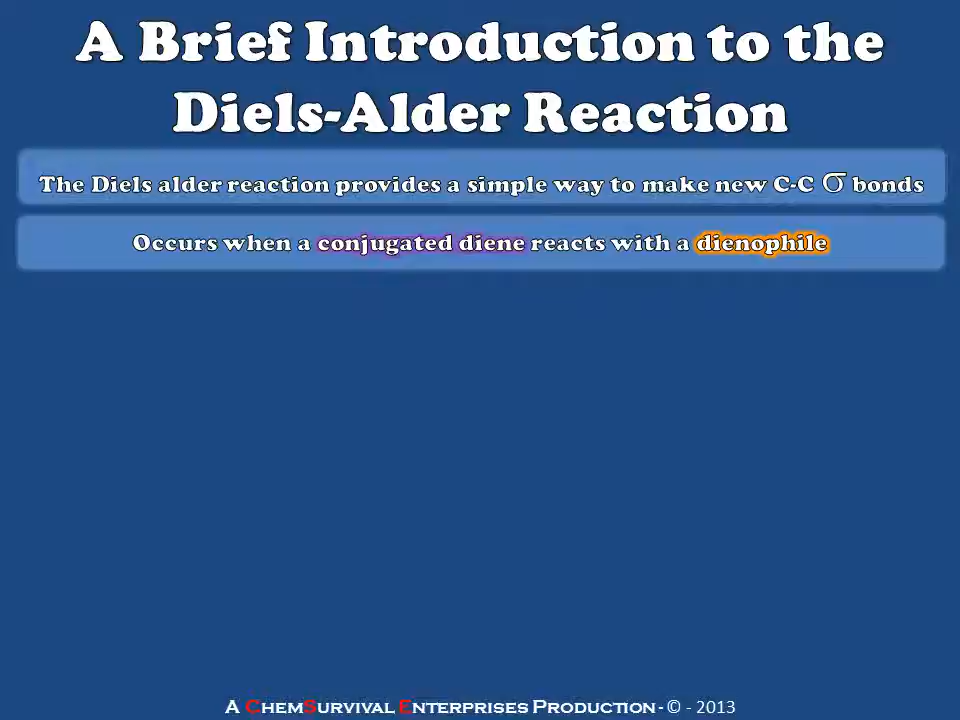 A Brief Introduction to the
Diels-Alder Reaction
The Diels alder reaction provides a simple way to make new C-C σ bonds
Occurs when a conjugated diene reacts with a dienophile
A ChemSurvival Enterprises Production - © - 2013